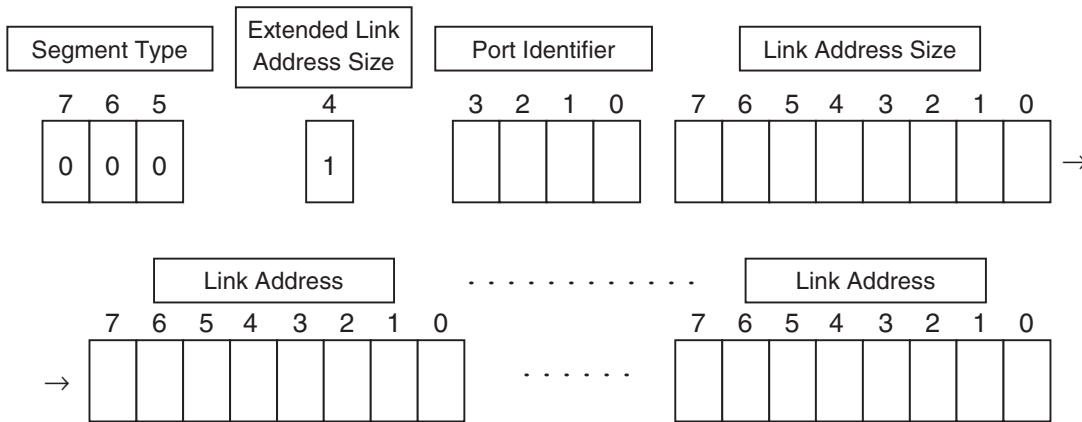 Segment Type
Extended Link
Address Size
Port Identifier
Link Address Size
7 6 5 4 3 2 1 0 7 6 5 4 3 2 1 0
0 0 0 1 →
Link Address . . . . . . . . . . . . Link Address
7 6 5 4 3 2 1 0 7 6 5 4 3 2 1 0
→ . . . . . .